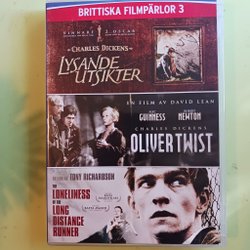 BRITTISKA FILMPÄRLOR 3
VINNARE 2 OSCAR
CHARLES DICKENS
LYSANDE
UTSIKTER
EN FILM AV DAVID LEAN
GUINNESS NEWTON
CHARLES DICKENS
OLIVER TWIST
TONY RICHARDSON
THE
LONELINESS
OF THE
LONG
DISTANCE
RUNNER